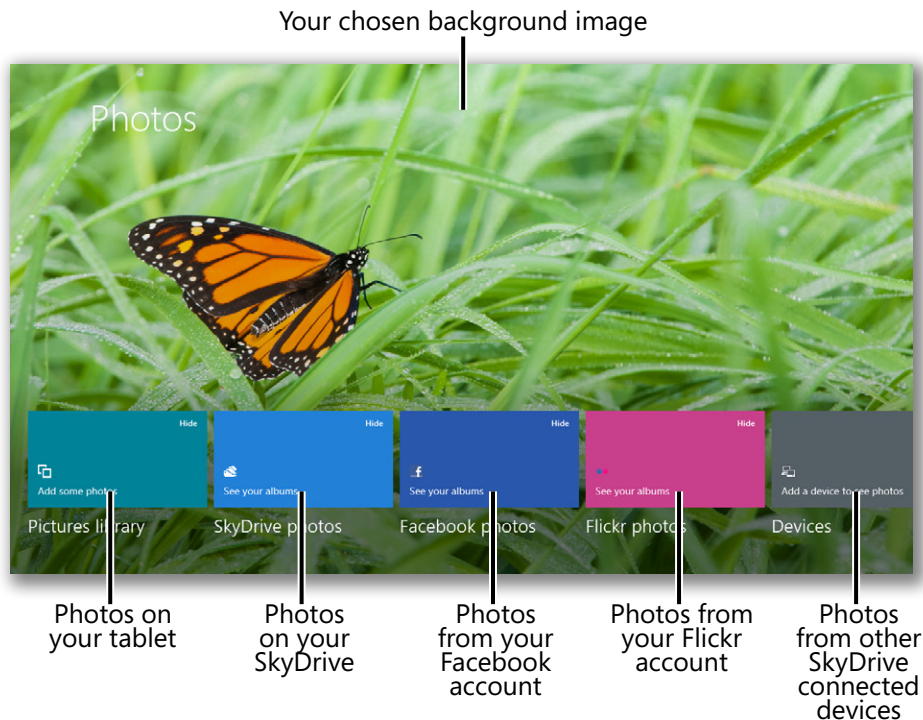 Your chosen background image
Photos
Hide
Hide
Hide
Hide
Add some photos
See your albums
See your albums
See your albums
Add a device to see photos
Pictures library
SkyDrive photos
Facebook photos
Flickr photos
Devices
Photos on
your tablet
Photos
on your
SkyDrive
Photos
from your
Facebook
account
Photos from
your Flickr
account
Photos
from other
SkyDrive
connected
devices